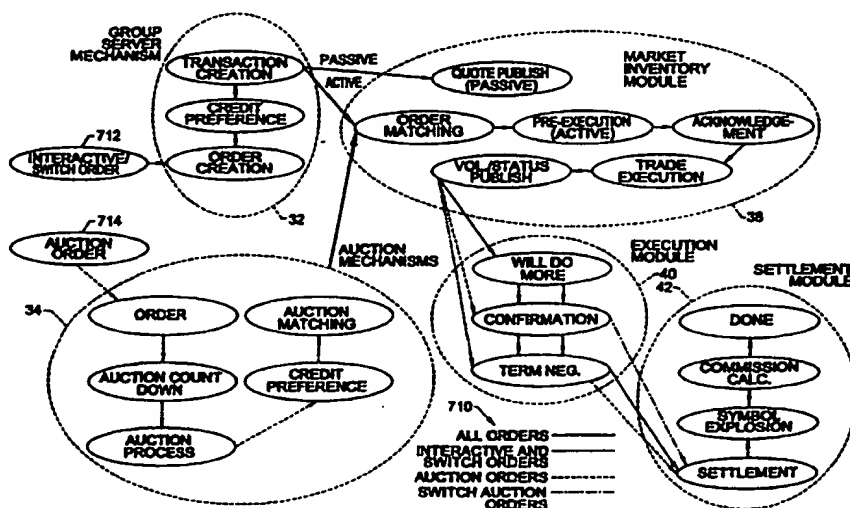 GROUP
SERVER
MECHANISM
TRANSACTION
CREATION
CREDIT
PREFERENCE
ORDER
CREATION
712
INTERACTIVE/
SWITCH ORDER
32
PASSIVE
ACTIVE
QUOTE PUBLISH
(PASSIVE)
MARKET
INVENTORY
MODULE
ORDER
MATCHING
PRE-EXECUTION
(ACTIVE)
ACKNOWLEDGE-
MENT
VOL/STATUS
PUBLISH
TRADE
EXECUTION
38
714
AUCTION
ORDER
AUCTION
MECHANISMS
34
ORDER
AUCTION
MATCHING
AUCTION COUNT
DOWN
CREDIT
PREFERENCE
AUCTION
PROCESS
EXECUTION
MODULE
40
WILL DO
MORE
CONFIRMATION
TERM NEG.
SETTLEMENT
MODULE
42
DONE
COMMISSION
CALC.
SYMBOL
EXPLOSION
SETTLEMENT
710
ALL ORDERS
INTERACTIVE AND
SWITCH ORDERS
AUCTION ORDERS
SWITCH AUCTION
ORDERS